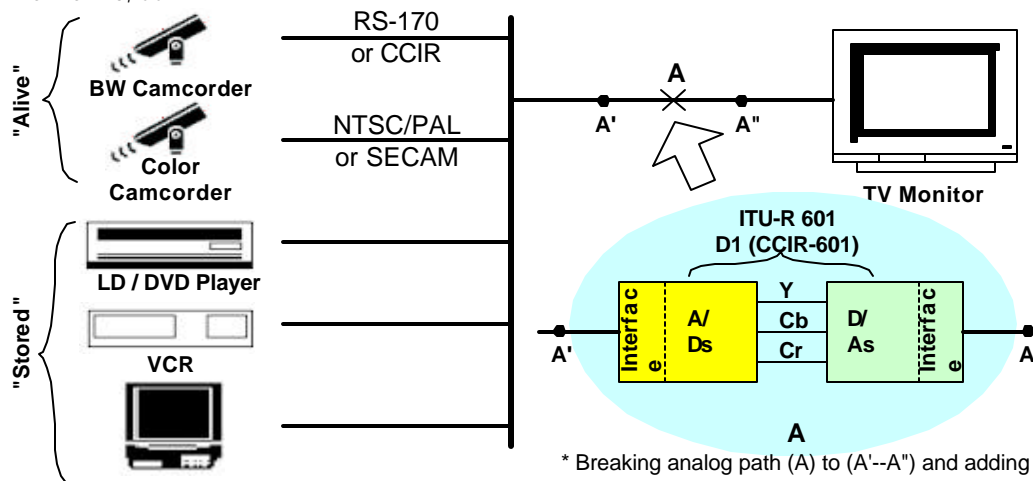 "Alive"
BW Camcorder
Color
Camcorder
RS-170
or CCIR
NTSC/PAL
or SECAM
"Stored"
LD / DVD Player
VCR
A
A'
A"
TV Monitor
ITU-R 601
D1 (CCIR-601)
Interfac
e
A/
Ds
Y
Cb
Cr
D/
As
Interfac
e
A'
A
A
* Breaking analog path (A) to (A'--A") and adding